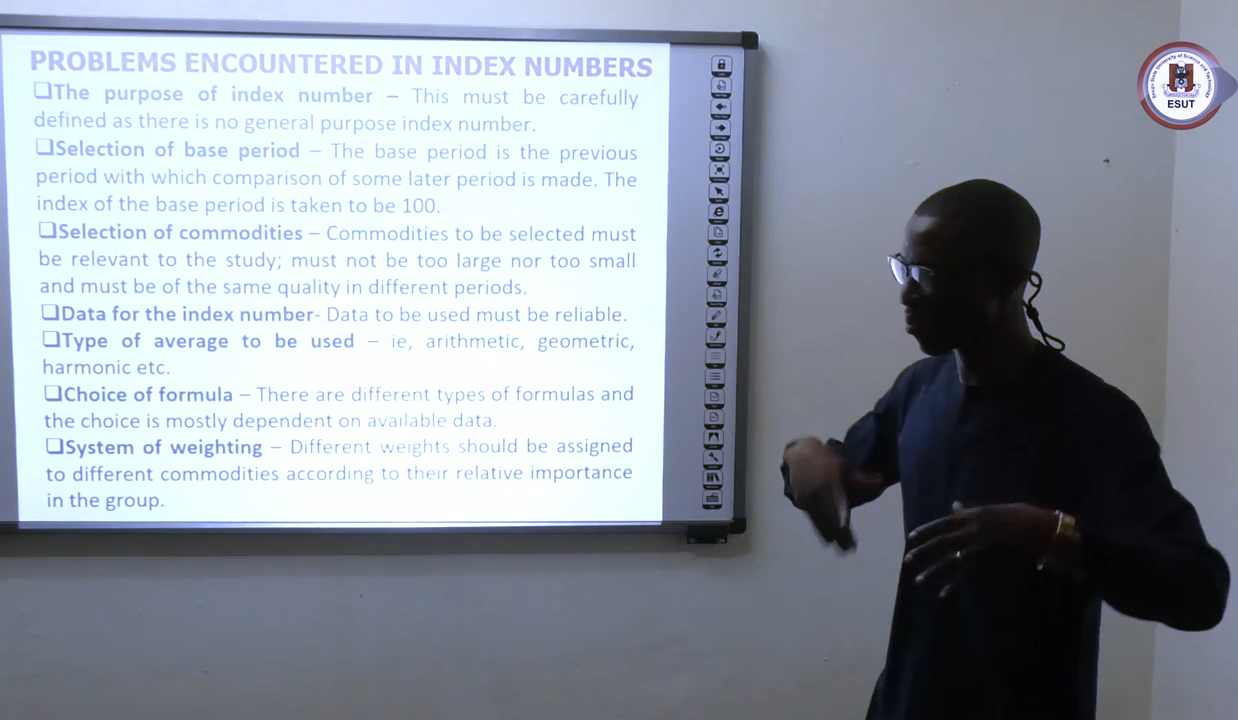 PROBLEMS ENCOUNTERED IN INDEX NUMBERS
❑The purpose of index number – This must be carefully
defined as there is no general purpose index number.
❑Selection of base period – The base period is the previous
period with which comparison of some later period is made. The
index of the base period is taken to be 100.
❑Selection of commodities – Commodities to be selected must
be relevant to the study; must not be too large nor too small
and must be of the same quality in different periods.
❑Data for the index number- Data to be used must be reliable.
❑Type of average to be used – ie, arithmetic, geometric,
harmonic etc.
❑Choice of formula – There are different types of formulas and
the choice is mostly dependent on available data.
❑System of weighting – Different weights should be assigned
to different commodities according to their relative importance
in the group.
State University of Science and Technology
ESUT